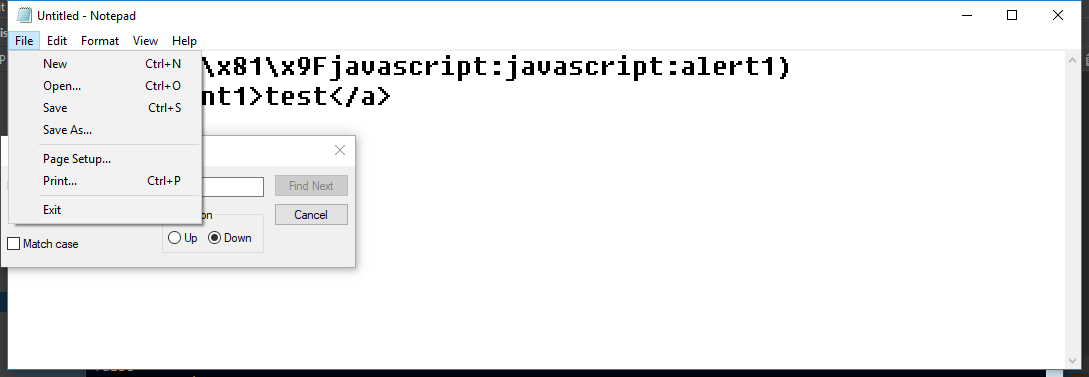 Untitled - Notepad
File Edit Format View Help
New Ctrl+N
Open... Ctrl+O
Save Ctrl+S
Save As...
Page Setup...
Print... Ctrl+P
Exit
\x81\x9Fjavascript:javascript:alert1)
nt1>test</a>
Find Next
Cancel
on
Up Down
Match case